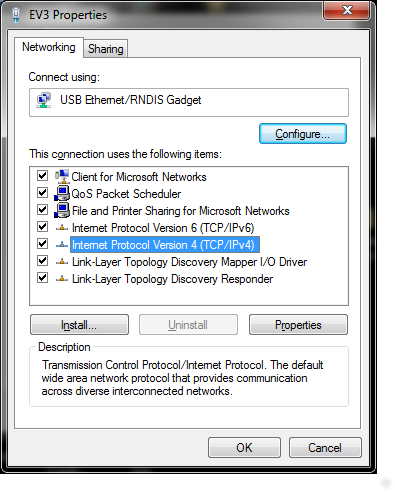 EV3 Properties
Networking
Sharing
Connect using:
USB Ethernet/RNDIS Gadget
Configure...
This connection uses the following items:
Client for Microsoft Networks
QoS Packet Scheduler
File and Printer Sharing for Microsoft Networks
Internet Protocol Version 6 (TCP/IPv6)
Internet Protocol Version 4 (TCP/IPv4)
Link-Layer Topology Discovery Mapper I/O Driver
Link-Layer Topology Discovery Responder
Install...
Uninstall
Properties
Description
Transmission Control Protocol/Internet Protocol. The default
wide area network protocol that provides communication
across diverse interconnected networks.
OK
Cancel